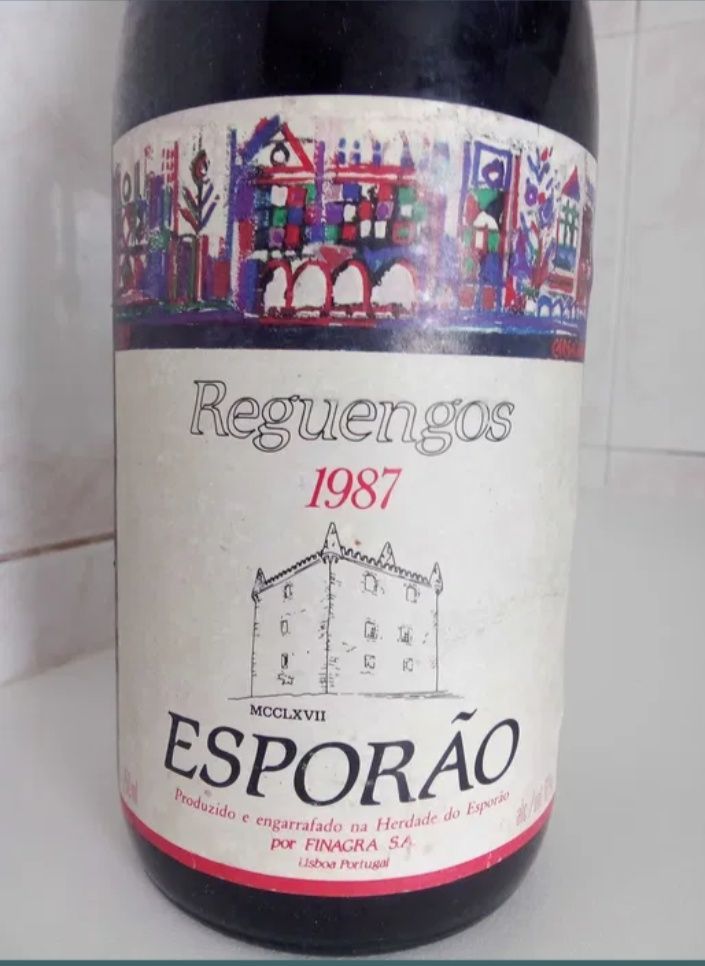 Reguengos
1987
MCCLXVII
ESPORÃO
Produzido e engarrafado na Herdade do Esporão
por FINAGRA S.A.
Lisboa Portugal